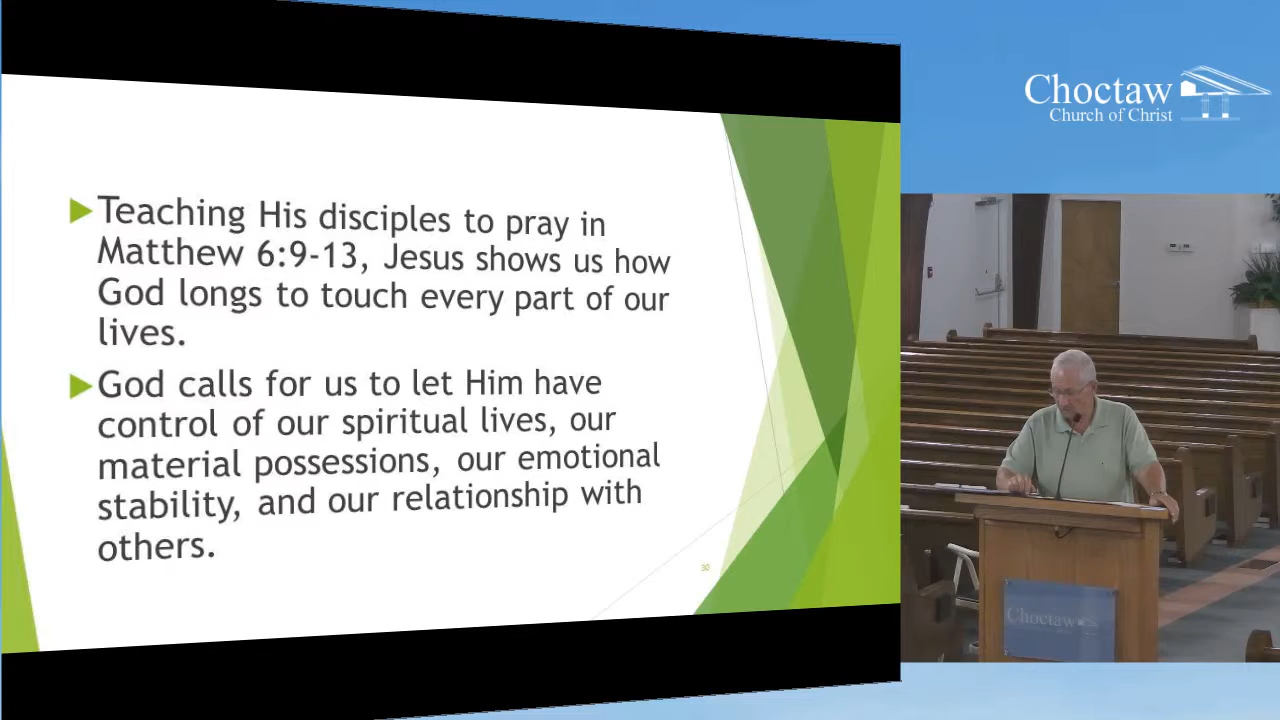 Teaching His disciples to pray in
Matthew 6:9-13, Jesus shows us how
God longs to touch every part of our
lives.
God calls for us to let Him have
control of our spiritual lives, our
material possessions, our emotional
stability, and our relationship with
others.
30
Choctaw
Church of Christ
Choctaw